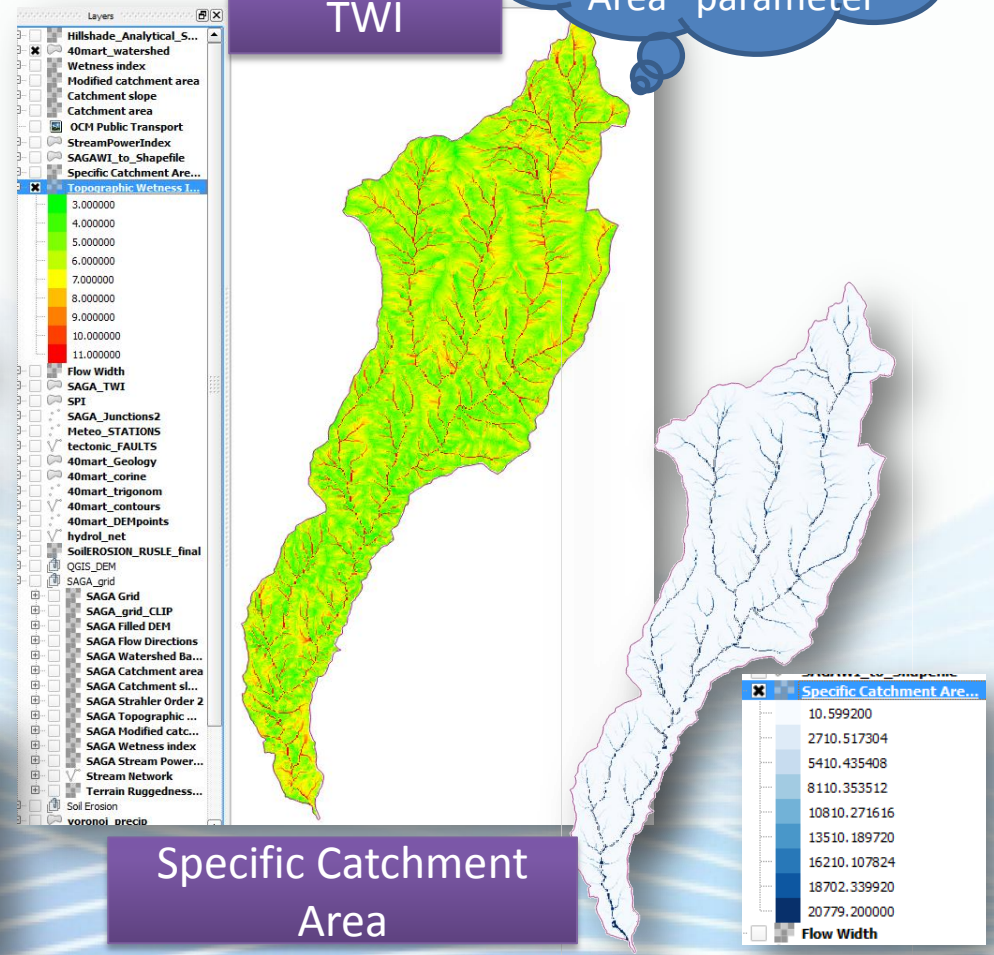 TWI
Area" parameter
Layers
Hillshade_Analytical_S...
40mart_watershed
Wetness index
Modified catchment area
Catchment slope
Catchment area
OCM Public Transport
StreamPowerIndex
SAGAWI_to_Shapefile
Specific Catchment Are...
Topographic Wetness I...
3.000000
4.000000
5.000000
6.000000
7.000000
8.000000
9.000000
10.000000
11.000000
Flow Width
SAGA_TWI
SPI
SAGA_Junctions2
Meteo_STATIONS
tectonic_FAULTS
40mart_Geology
40mart_corine
40mart_trigonom
40mart_contours
40mart_DEMpoints
hydrol_net
SoilEROSION_RUSLE_final
QGIS_DEM
SAGA_grid
SAGA Grid
SAGA_grid_CLIP
SAGA Filled DEM
SAGA Flow Directions
SAGA Watershed Ba...
SAGA Catchment area
SAGA Catchment sl...
SAGA Strahler Order 2
SAGA Topographic ...
SAGA Modified catc...
SAGA Wetness index
SAGA Stream Power...
Stream Network
Terrain Ruggedness...
Soil Erosion
voronoi_precip
Specific Catchment
Area
SAGAWI_to_Shapefile
Specific Catchment Are...
10.599200
2710.517304
5410.435408
8110.353512
10810.271616
13510.189720
16210.107824
18702.339920
20779.200000
Flow Width